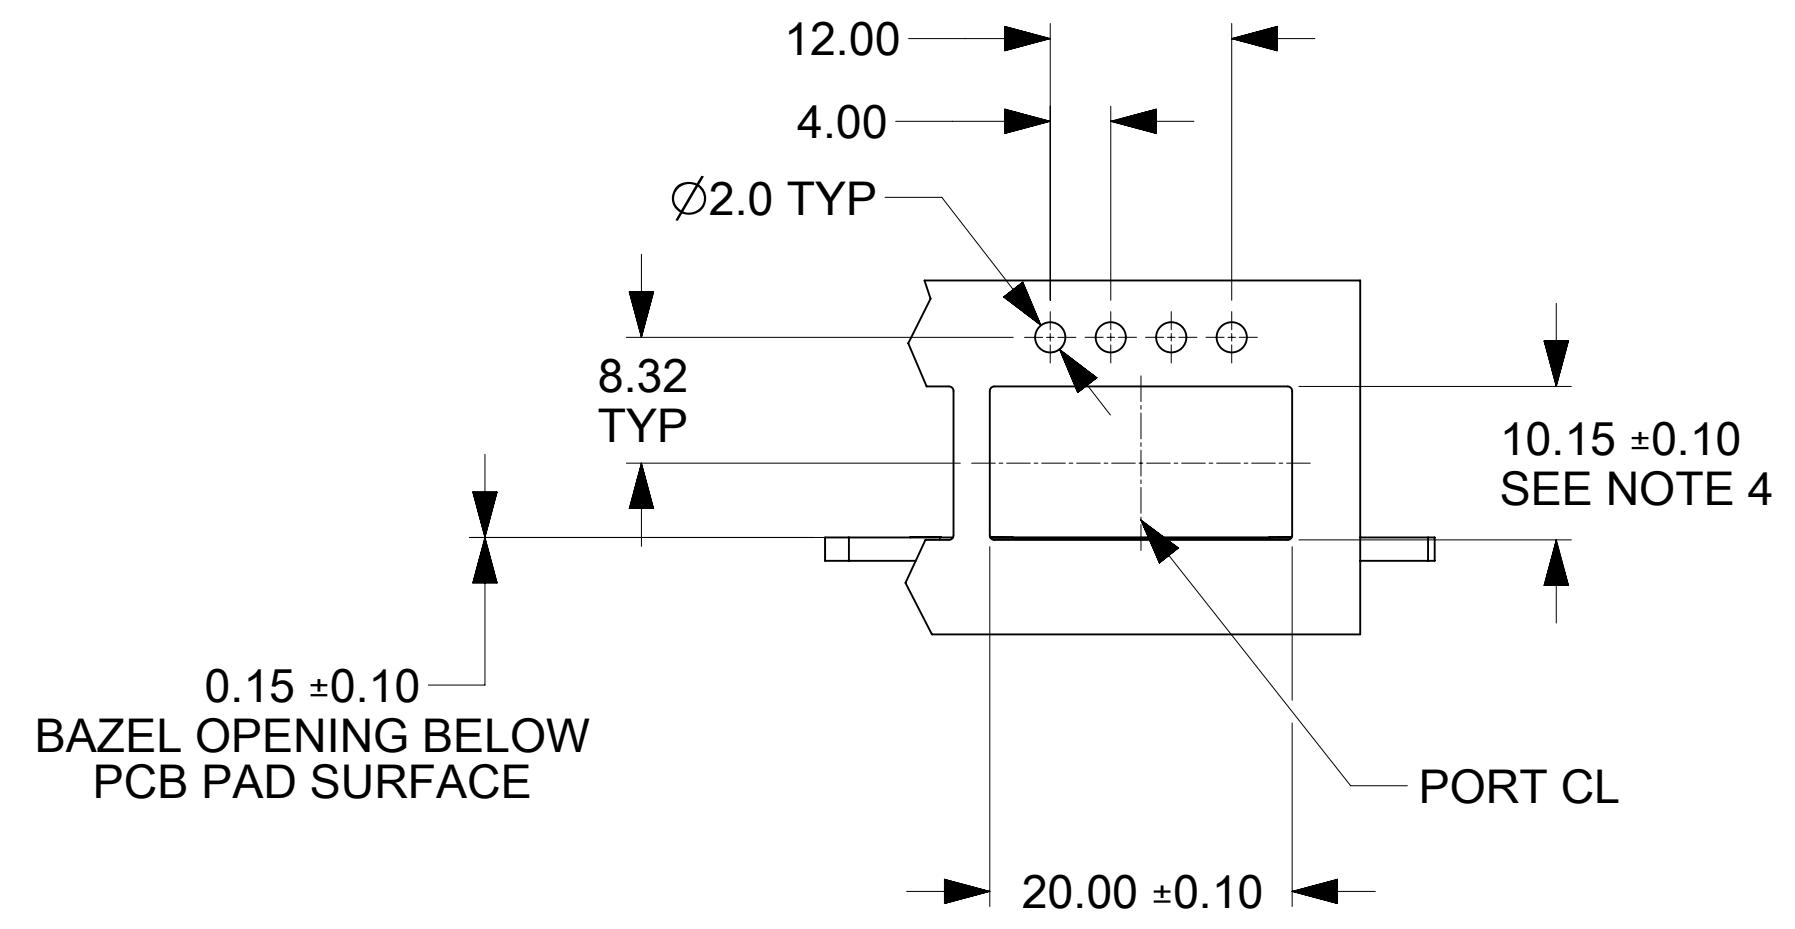 12.00
4.00
∅2.0 TYP
8.32
TYP
10.15 ±0.10
SEE NOTE 4
0.15 ±0.10
BAZEL OPENING BELOW
PCB PAD SURFACE
PORT CL
20.00 ±0.10